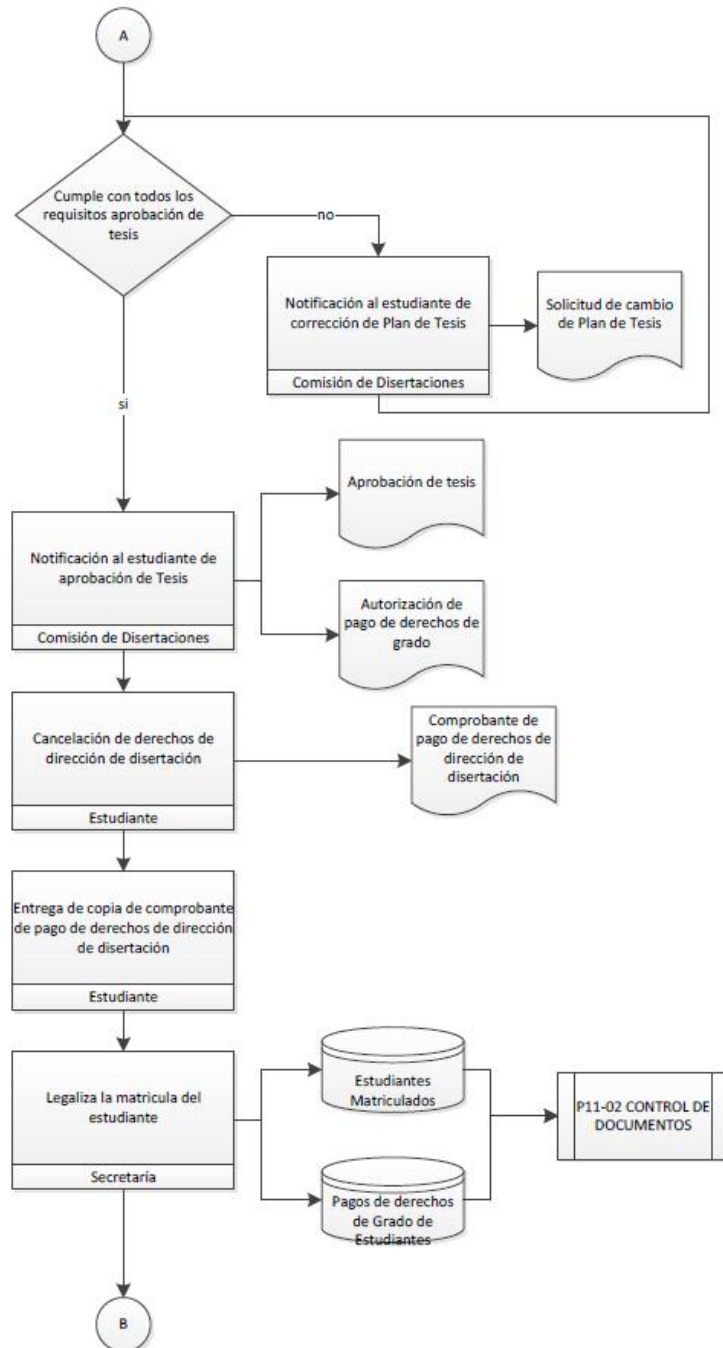 A
Cumple con todos los
requisitos aprobación de
tesis
no
Notificación al estudiante de
corrección de Plan de Tesis
Comisión de Disertaciones
Solicitud de cambio
de Plan de Tesis
si
Aprobación de tesis
Notificación al estudiante de
aprobación de Tesis
Comisión de Disertaciones
Autorización de
pago de derechos de
grado
Cancelación de derechos de
dirección de disertación
Estudiante
Comprobante de
pago de derechos de
dirección de
disertación
Entrega de copia de comprobante
de pago de derechos de dirección
de disertación
Estudiante
Legaliza la matricula del
estudiante
Secretaría
Estudiantes
Matriculados
Pagos de derechos
de Grado de
Estudiantes
P11-02 CONTROL DE
DOCUMENTOS
B